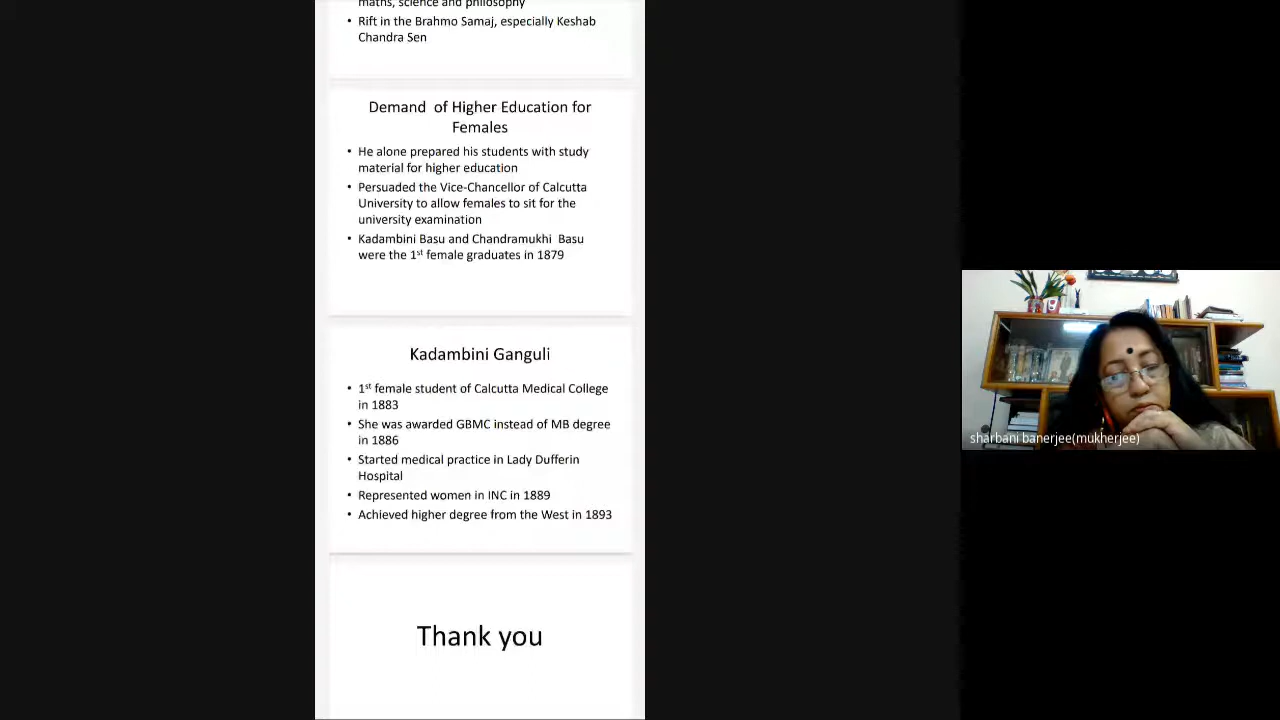 maths, science and philosophy
• Rift in the Brahmo Samaj, especially Keshab
Chandra Sen
Demand of Higher Education for
Females
• He alone prepared his students with study
material for higher education
• Persuaded the Vice-Chancellor of Calcutta
University to allow females to sit for the
university examination
• Kadambini Basu and Chandramukhi Basu
were the 1st female graduates in 1879
Kadambini Ganguli
• 1st female student of Calcutta Medical College
in 1883
• She was awarded GBMC instead of MB degree
in 1886
• Started medical practice in Lady Dufferin
Hospital
• Represented women in INC in 1889
• Achieved higher degree from the West in 1893
Thank you
sharbani banerjee(mukherjee)